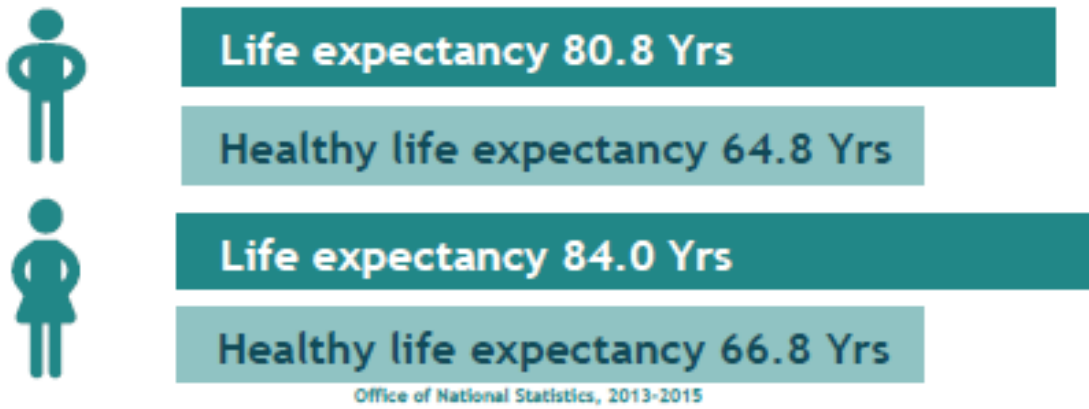 Life expectancy 80.8 Yrs
Healthy life expectancy 64.8 Yrs
Life expectancy 84.0 Yrs
Healthy life expectancy 66.8 Yrs
Office of National Statistics, 2013-2015